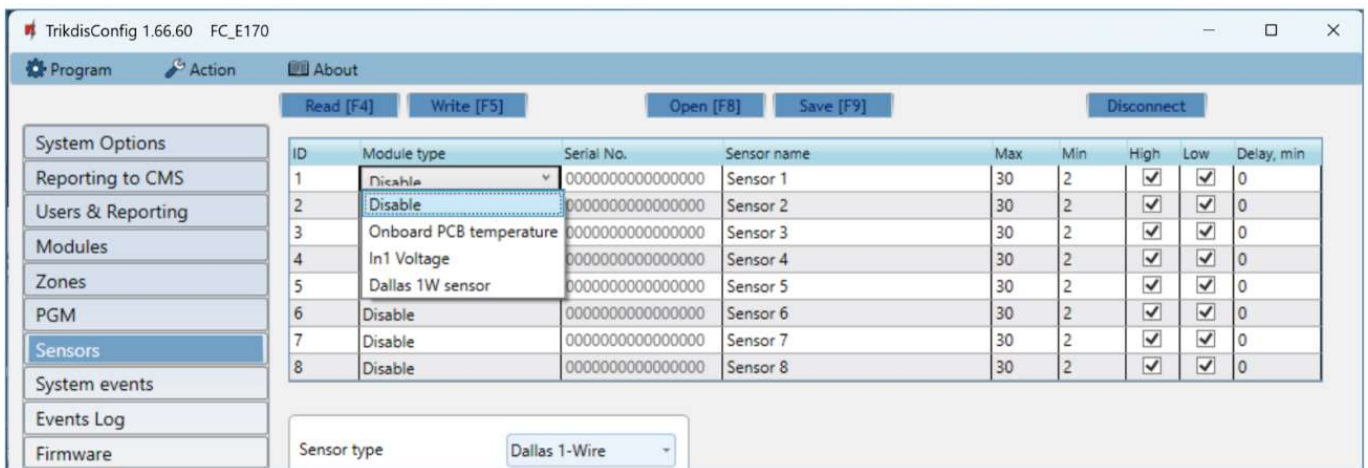 TrikdisConfig 1.66.60 FC_E170
Program Action About
Read [F4] Write [F5] Open [F8] Save [F9] Disconnect
System Options
Reporting to CMS
Users & Reporting
Modules
Zones
PGM
Sensors
System events
Events Log
Firmware
ID Module type Serial No. Sensor name Max Min High Low Delay, min
1 Disable 0000000000000000 Sensor 1 30 2 0
2 Disable 0000000000000000 Sensor 2 30 2 0
3 Onboard PCB temperature 0000000000000000 Sensor 3 30 2 0
4 In1 Voltage 0000000000000000 Sensor 4 30 2 0
5 Dallas 1W sensor 0000000000000000 Sensor 5 30 2 0
6 Disable 0000000000000000 Sensor 6 30 2 0
7 Disable 0000000000000000 Sensor 7 30 2 0
8 Disable 0000000000000000 Sensor 8 30 2 0
Sensor type Dallas 1-Wire